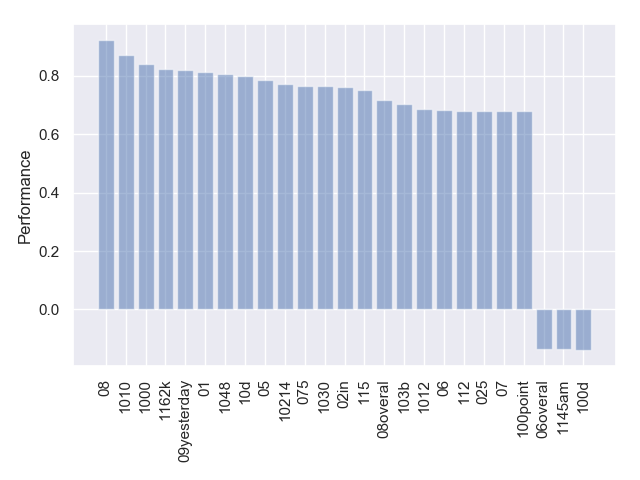 Performance
0.8
0.6
0.4
0.2
0.0
08
1010
1000
1162k
09yesterday
01
1048
10d
05
10214
075
1030
02in
115
08overal
103b
1012
06
112
025
07
100point
06overal
1145am
100d